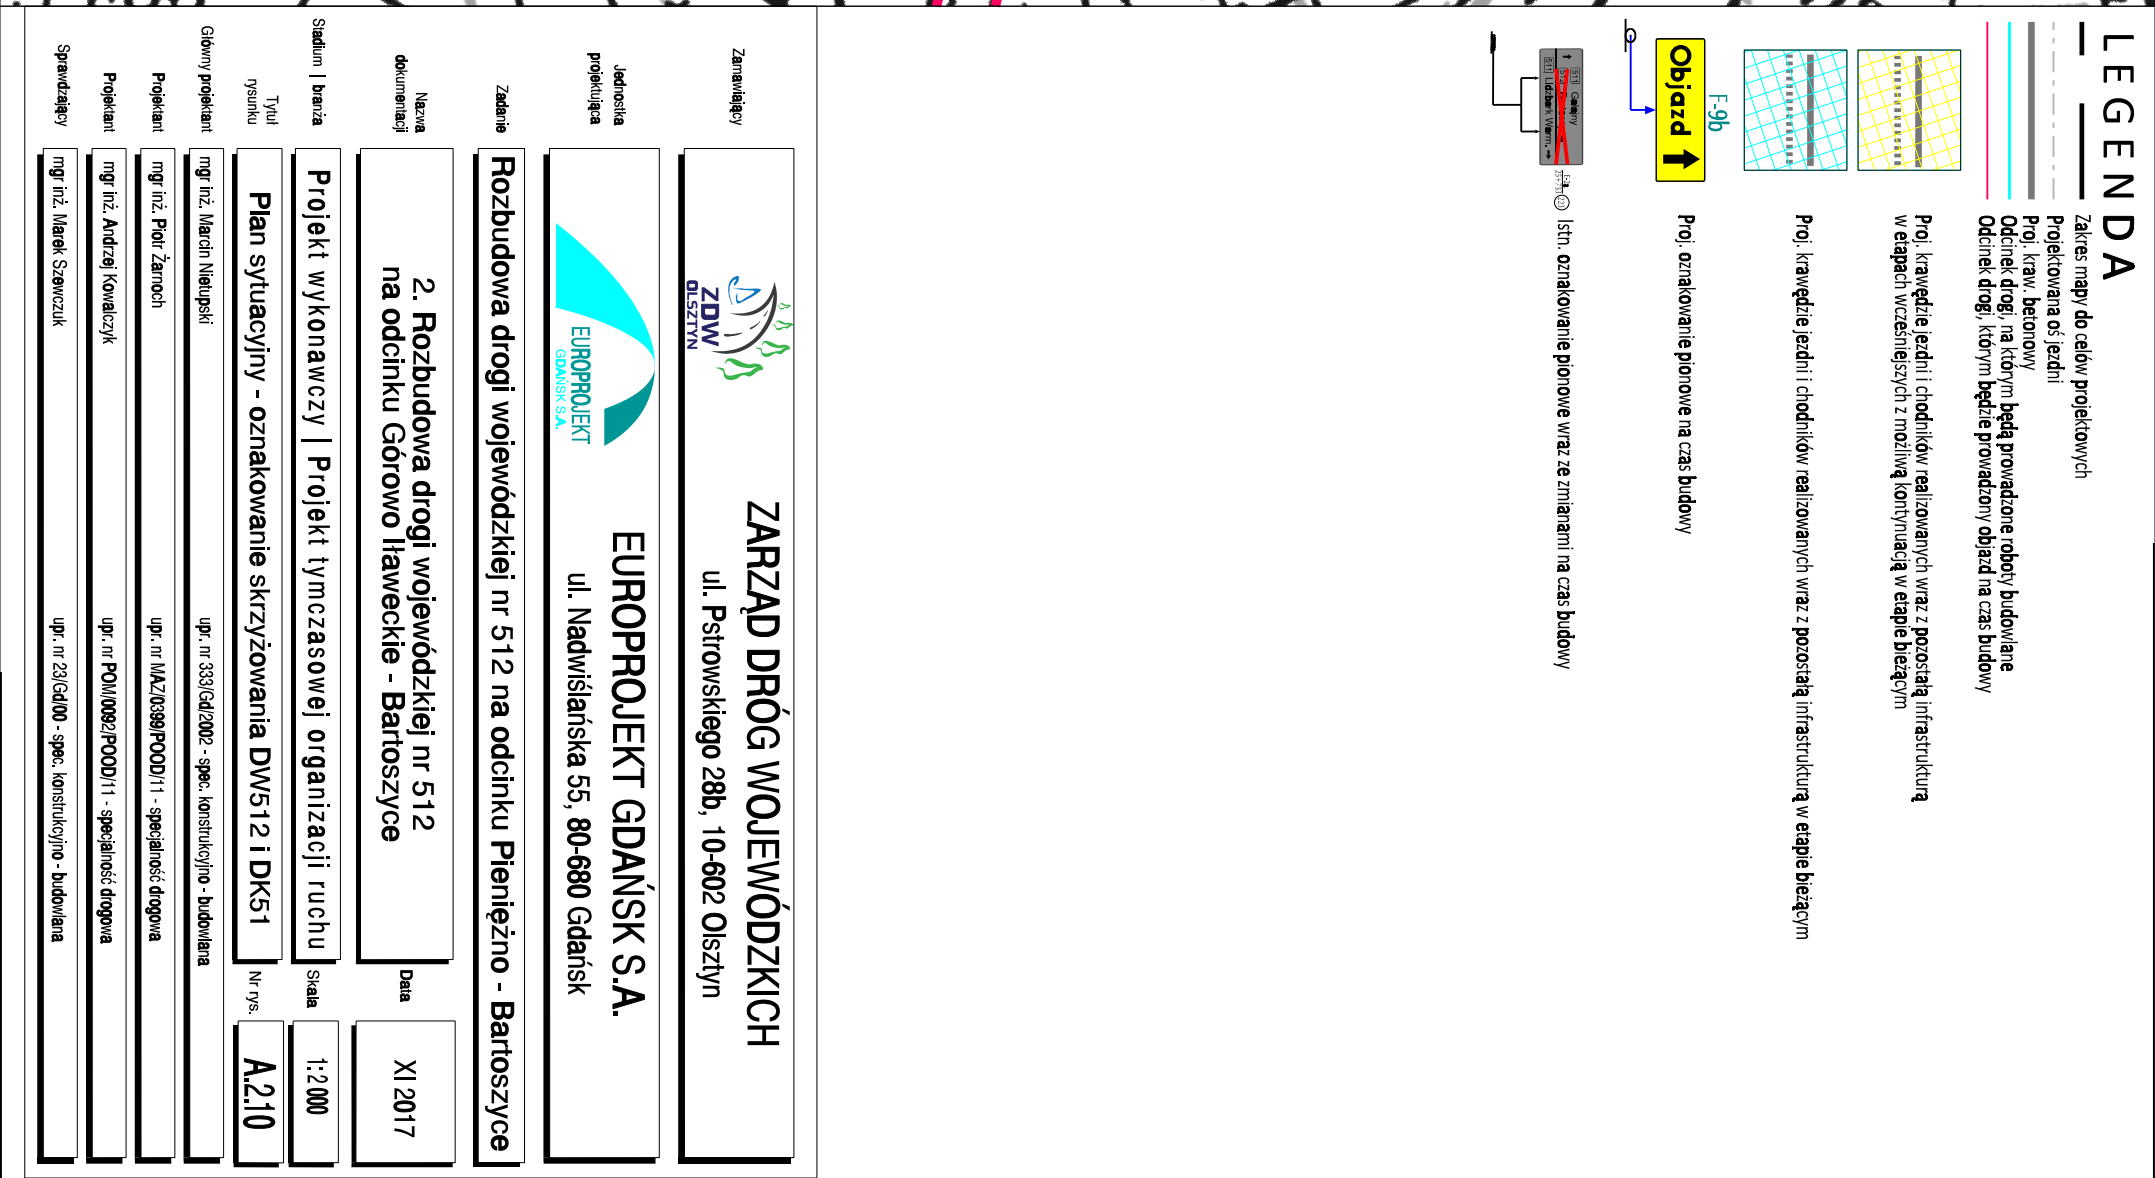 LEGENDA
Zakres mapy do celów projektowych
Projektowana oś jezdni
Proj. kraw. betonowy
Odcinek drogi, na którym będą prowadzone roboty budowlane
Odcinek drogi, którym będzie prowadzony objazd na czas budowy
Proj. krawędzie jezdni i chodników realizowanych wraz z pozostałą infrastrukturą
w etapach wcześniejszych z możliwą kontynuacją w etapie bieżącym
Proj. krawędzie jezdni i chodników realizowanych wraz z pozostałą infrastrukturą w etapie bieżącym
F-9b
Objazd
Proj. oznakowanie pionowe na czas budowy
511 Garajny
511 Lidzbark Warm.
E-2a
Istn. oznakowanie pionowe wraz ze zmianami na czas budowy
Zamawiający
ZDW
OLSZTYN
ZARZĄD DRÓG WOJEWÓDZKICH
ul. Pstrowskiego 28b, 10-602 Olsztyn
Jednostka
projektująca
EUROPROJEKT
GDAŃSK S.A.
EUROPROJEKT GDAŃSK S.A.
ul. Nadwiślańska 55, 80-680 Gdańsk
Zadanie
Rozbudowa drogi wojewódzkiej nr 512 na odcinku Pieniężno - Bartoszyce
Nazwa
dokumentacji
2. Rozbudowa drogi wojewódzkiej nr 512
na odcinku Górowo Iławeckie - Bartoszyce
Data
XI 2017
Stadium | branża
Projekt wykonawczy | Projekt tymczasowej organizacji ruchu
Skala
1:2 000
Tytuł
rysunku
Plan sytuacyjny - oznakowanie skrzyżowania DW512 i DK51
Nr rys.
A.2.10
Główny projektant
mgr inż. Marcin Nietupski
upr. nr 333/Gd/2002 - spec. konstrukcyjno - budowlana
Projektant
mgr inż. Piotr Żarnoch
upr. nr MAZ/0399/POOD/11 - specjalność drogowa
Projektant
mgr inż. Andrzej Kowalczyk
upr. nr POM/0092/POOD/11 - specjalność drogowa
Sprawdzający
mgr inż. Marek Szewczuk
upr. nr 23/Gd/00 - spec. konstrukcyjno - budowlana